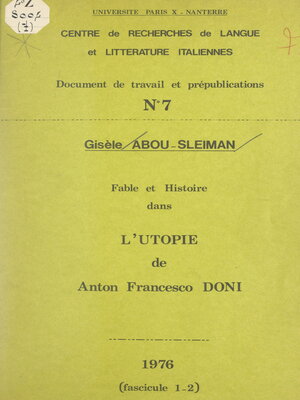 Z
UNIVERSITE PARIS X - NANTERRE
CENTRE de RECHERCHES de LANGUE
et LITTERATURE ITALIENNES
Document de travail et prépublications
N°7
Gisèle ABOU-SLEIMAN
Fable et Histoire
dans
L'UTOPIE
de
Anton Francesco DONI
1976
(fascicule 1-2)